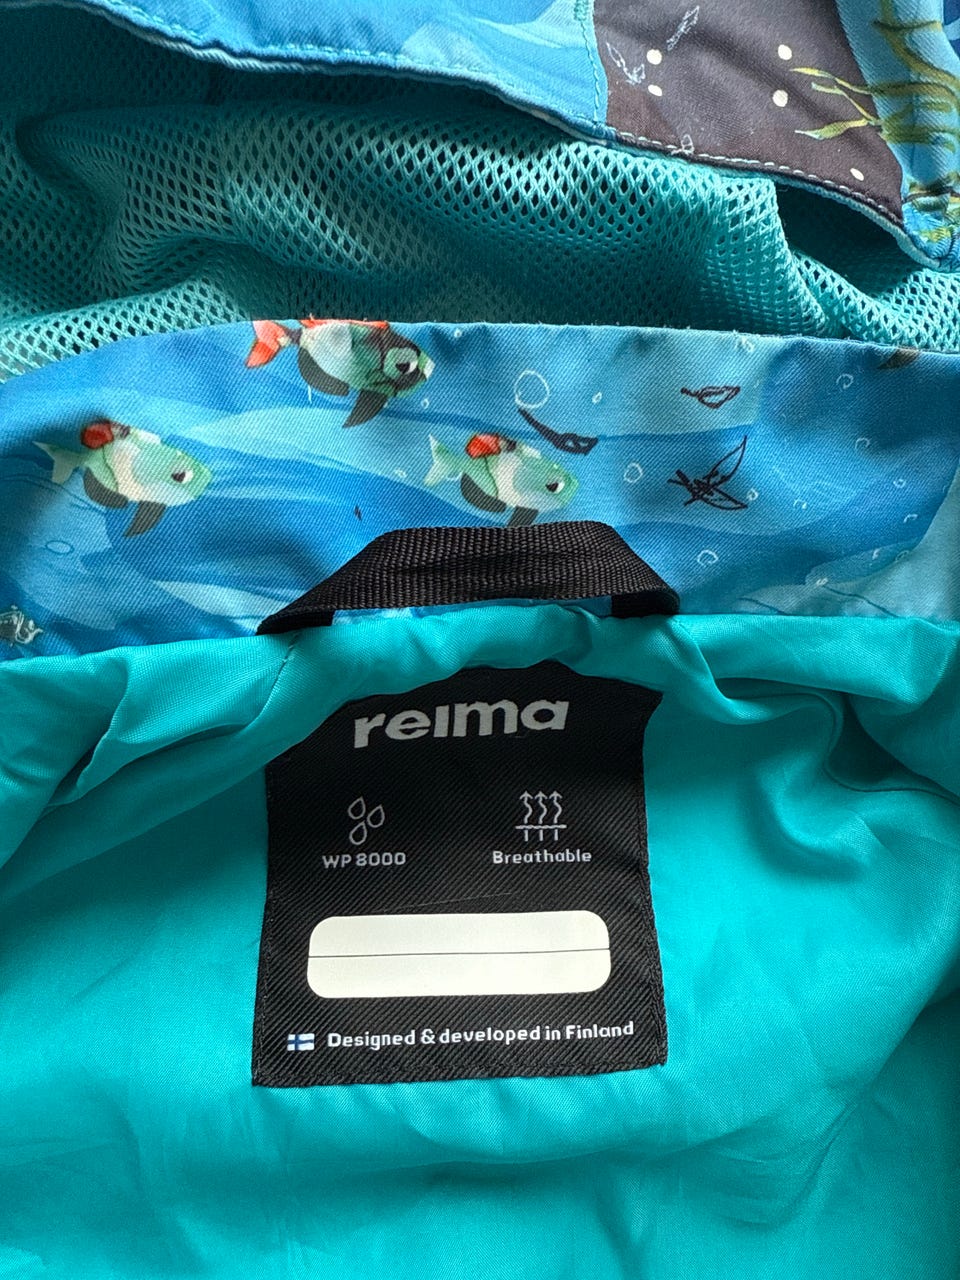 reima
WP 8000
Breathable
Designed & developed in Finland